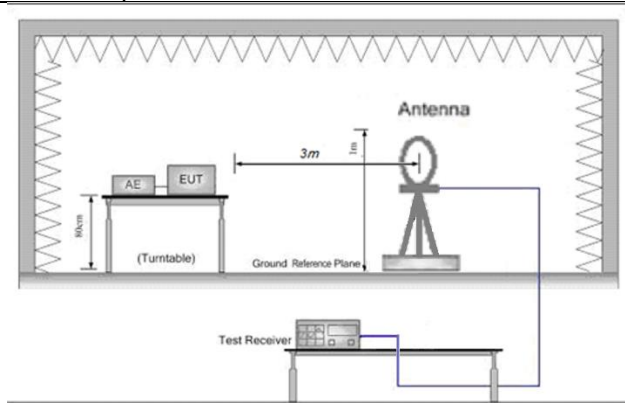 Antenna
3m
1m
AE
EUT
80cm
(Turntable)
Ground Reference Plane
Test Receiver